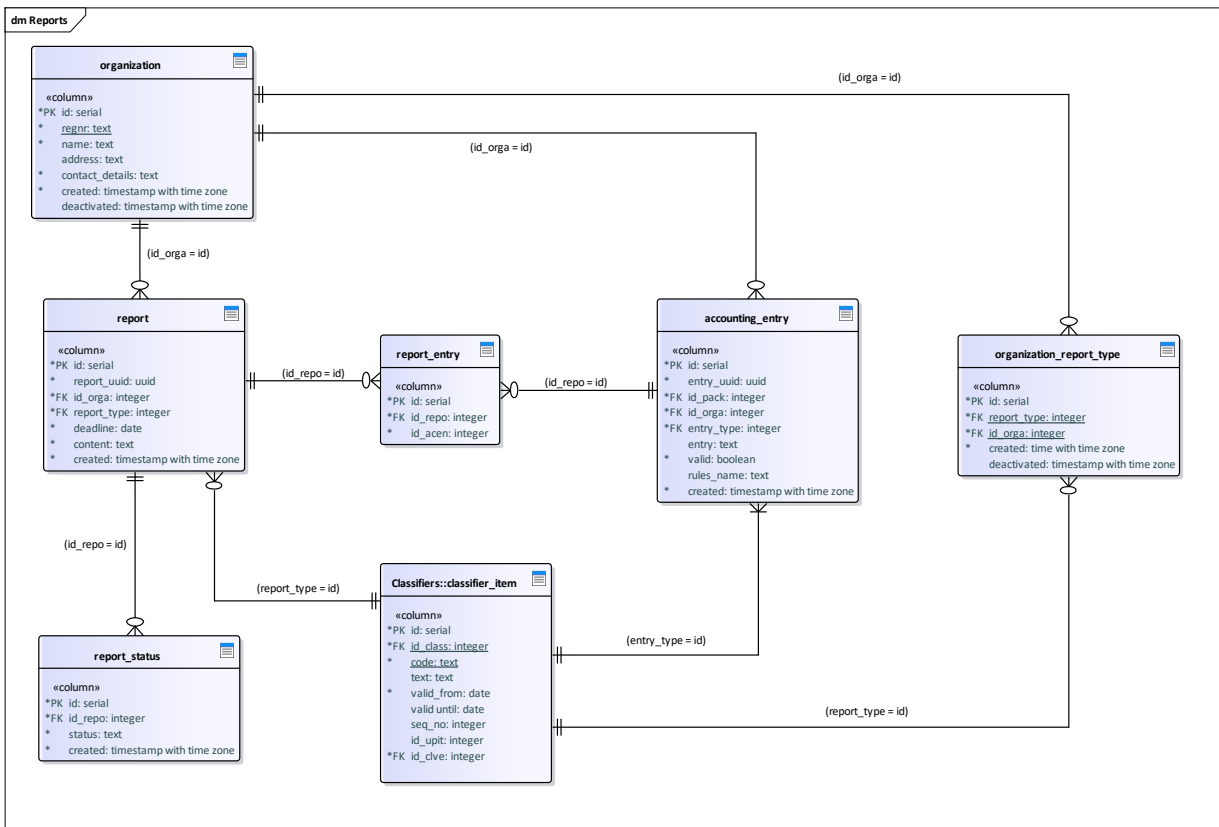 dm Reports
organization
«column»
*PK id: serial
* regnr: text
* name: text
address: text
* contact_details: text
* created: timestamp with time zone
deactivated: timestamp with time zone
(id_orga = id)
(id_orga = id)
(id_orga = id)
report
«column»
*PK id: serial
* report_uuid: uuid
*FK id_orga: integer
*FK report_type: integer
* deadline: date
* content: text
* created: timestamp with time zone
(id_repo = id)
report_entry
«column»
*PK id: serial
*FK id_repo: integer
* id_acen: integer
(id_repo = id)
accounting_entry
«column»
*PK id: serial
* entry_uuid: uuid
*FK id_pack: integer
*FK id_orga: integer
*FK entry_type: integer
entry: text
* valid: boolean
rules_name: text
* created: timestamp with time zone
organization_report_type
«column»
*PK id: serial
*FK report_type: integer
*FK id_orga: integer
* created: time with time zone
deactivated: timestamp with time zone
(id_repo = id)
(report_type = id)
Classifiers::classifier_item
«column»
*PK id: serial
*FK id_class: integer
* code: text
text: text
* valid_from: date
valid until: date
seq_no: integer
id_upit: integer
*FK id_clve: integer
(entry_type = id)
(report_type = id)
report_status
«column»
*PK id: serial
*FK id_repo: integer
* status: text
* created: timestamp with time zone